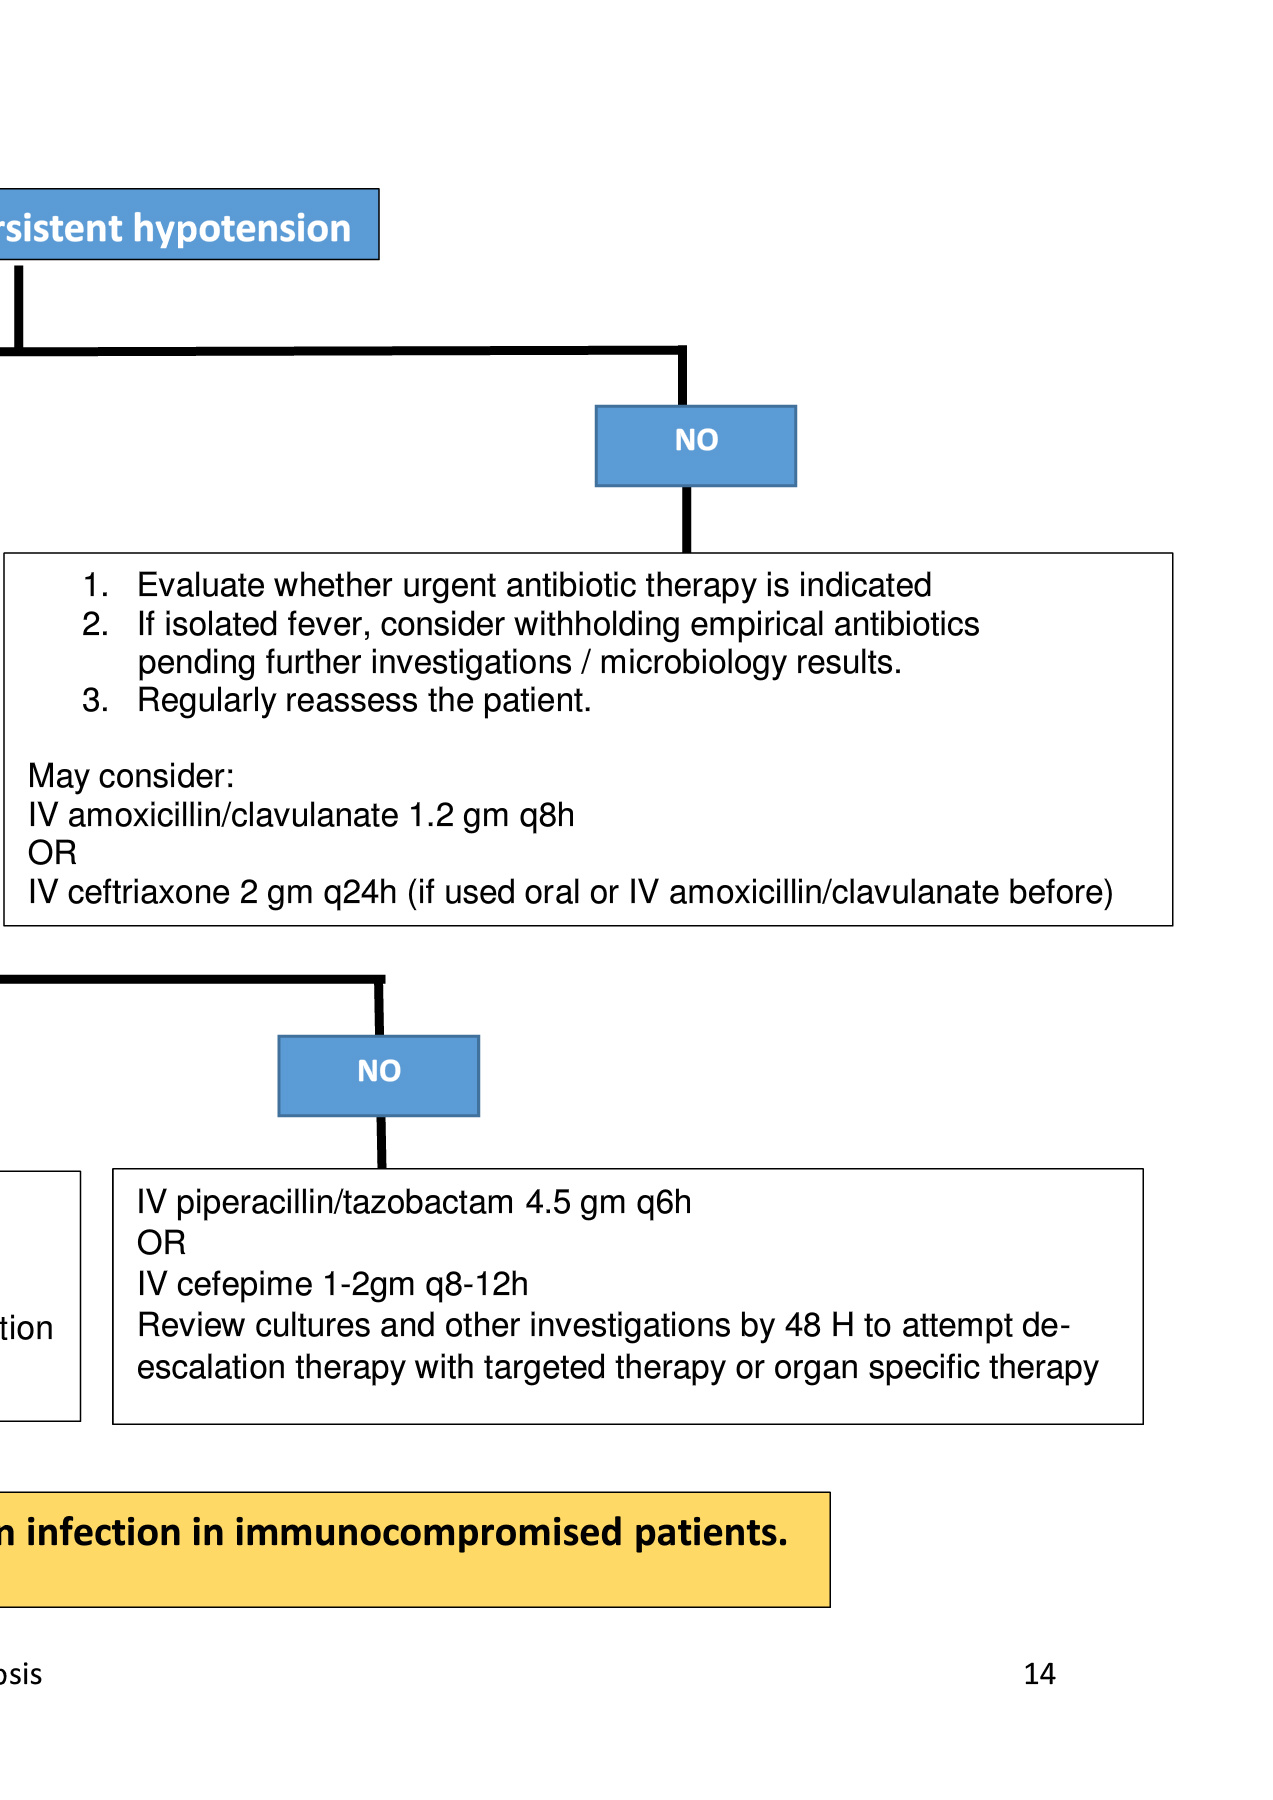 rsistent hypotension
NO
1. Evaluate whether urgent antibiotic therapy is indicated
2. If isolated fever, consider withholding empirical antibiotics
pending further investigations / microbiology results.
3. Regularly reassess the patient.
May consider:
IV amoxicillin/clavulanate 1.2 gm q8h
OR
IV ceftriaxone 2 gm q24h (if used oral or IV amoxicillin/clavulanate before)
NO
tion
IV piperacillin/tazobactam 4.5 gm q6h
OR
IV cefepime 1-2gm q8-12h
Review cultures and other investigations by 48 H to attempt de-
escalation therapy with targeted therapy or organ specific therapy
n infection in immunocompromised patients.
osis 14